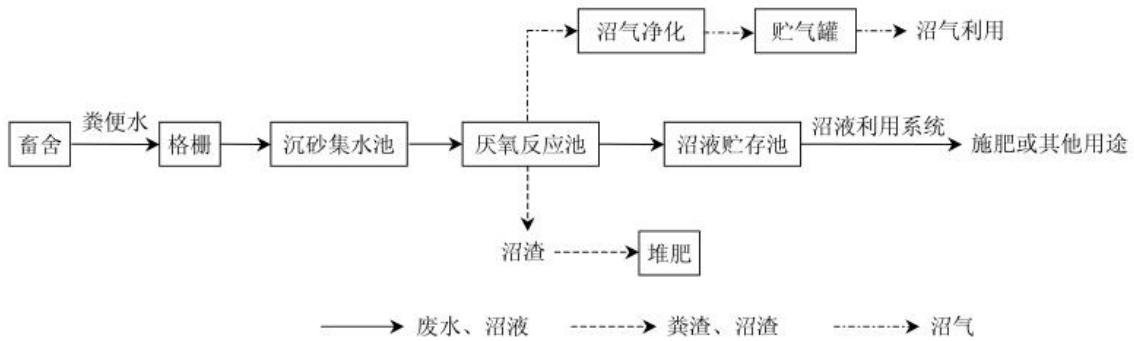 沼气净化
贮气罐
沼气利用
畜舍
粪便水
格栅
沉砂集水池
厌氧反应池
沼液贮存池
沼液利用系统
施肥或其他用途
沼渣
堆肥
废水、沼液
粪渣、沼渣
沼气